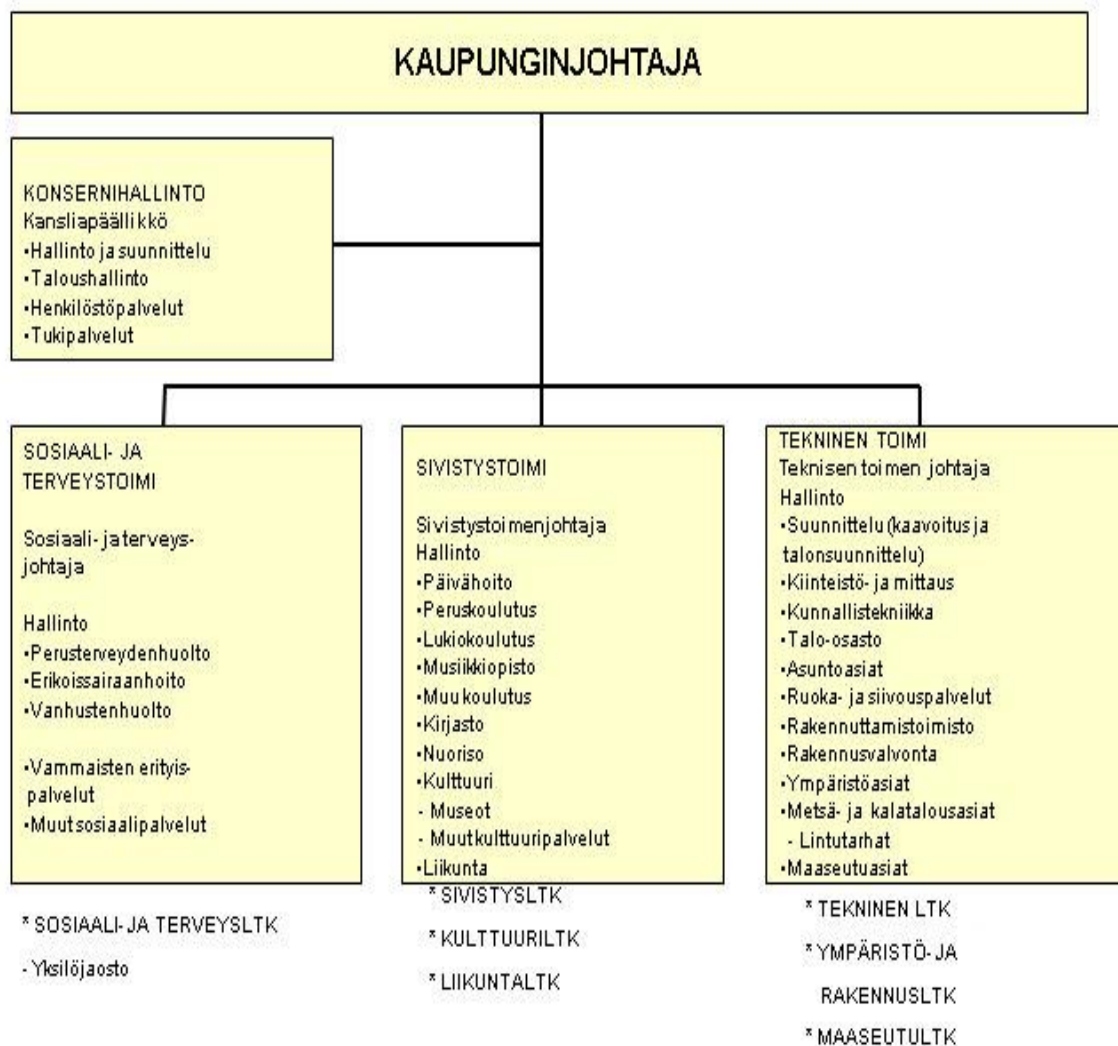 KAUPUNGINJOHTAJA
KONSERNIHALLINTO
Kansliapäällikkö
•Hallinto ja suunnittelu
•Taloushallinto
•Henkilöstöpalvelut
•Tukipalvelut
SOSIAALI- JA
TERVEYSTOIMI
Sosiaali- ja terveys-
johtaja
Hallinto
•Perusterveydenhuolto
•Erikoissairaanhoito
•Vanhustenhuolto
•Vammaisten erityis-
palvelut
•Muut sosiaalipalvelut
* SOSIAALI- JA TERVEYSLTK
- Yksilöjaosto
SIVISTYSTOIMI
Sivistystoimenjohtaja
Hallinto
•Päivähoito
•Peruskoulutus
•Lukiokoulutus
•Musiikkiopisto
•Muu koulutus
•Kirjasto
•Nuoriso
•Kulttuuri
- Museot
- Muut kulttuuripalvelut
•Liikunta
* SIVISTYSLTK
* KULTTUURILTK
* LIIKUNTALTK
TEKNINEN TOIMI
Teknisen toimen johtaja
Hallinto
•Suunnittelu (kaavoitus ja
talonsuunnittelu)
•Kiinteistö- ja mittaus
•Kunnallistekniikka
•Talo-osasto
•Asuntoasiat
•Ruoka- ja siivouspalvelut
•Rakennuttamistoimisto
•Rakennusvalvonta
•Ympäristöasiat
•Metsä- ja kalatalousasiat
- Lintutarhat
•Maaseutuasiat
* TEKNINEN LTK
* YMPÄRISTÖ- JA
RAKENNUSLTK
* MAASEUTULTK